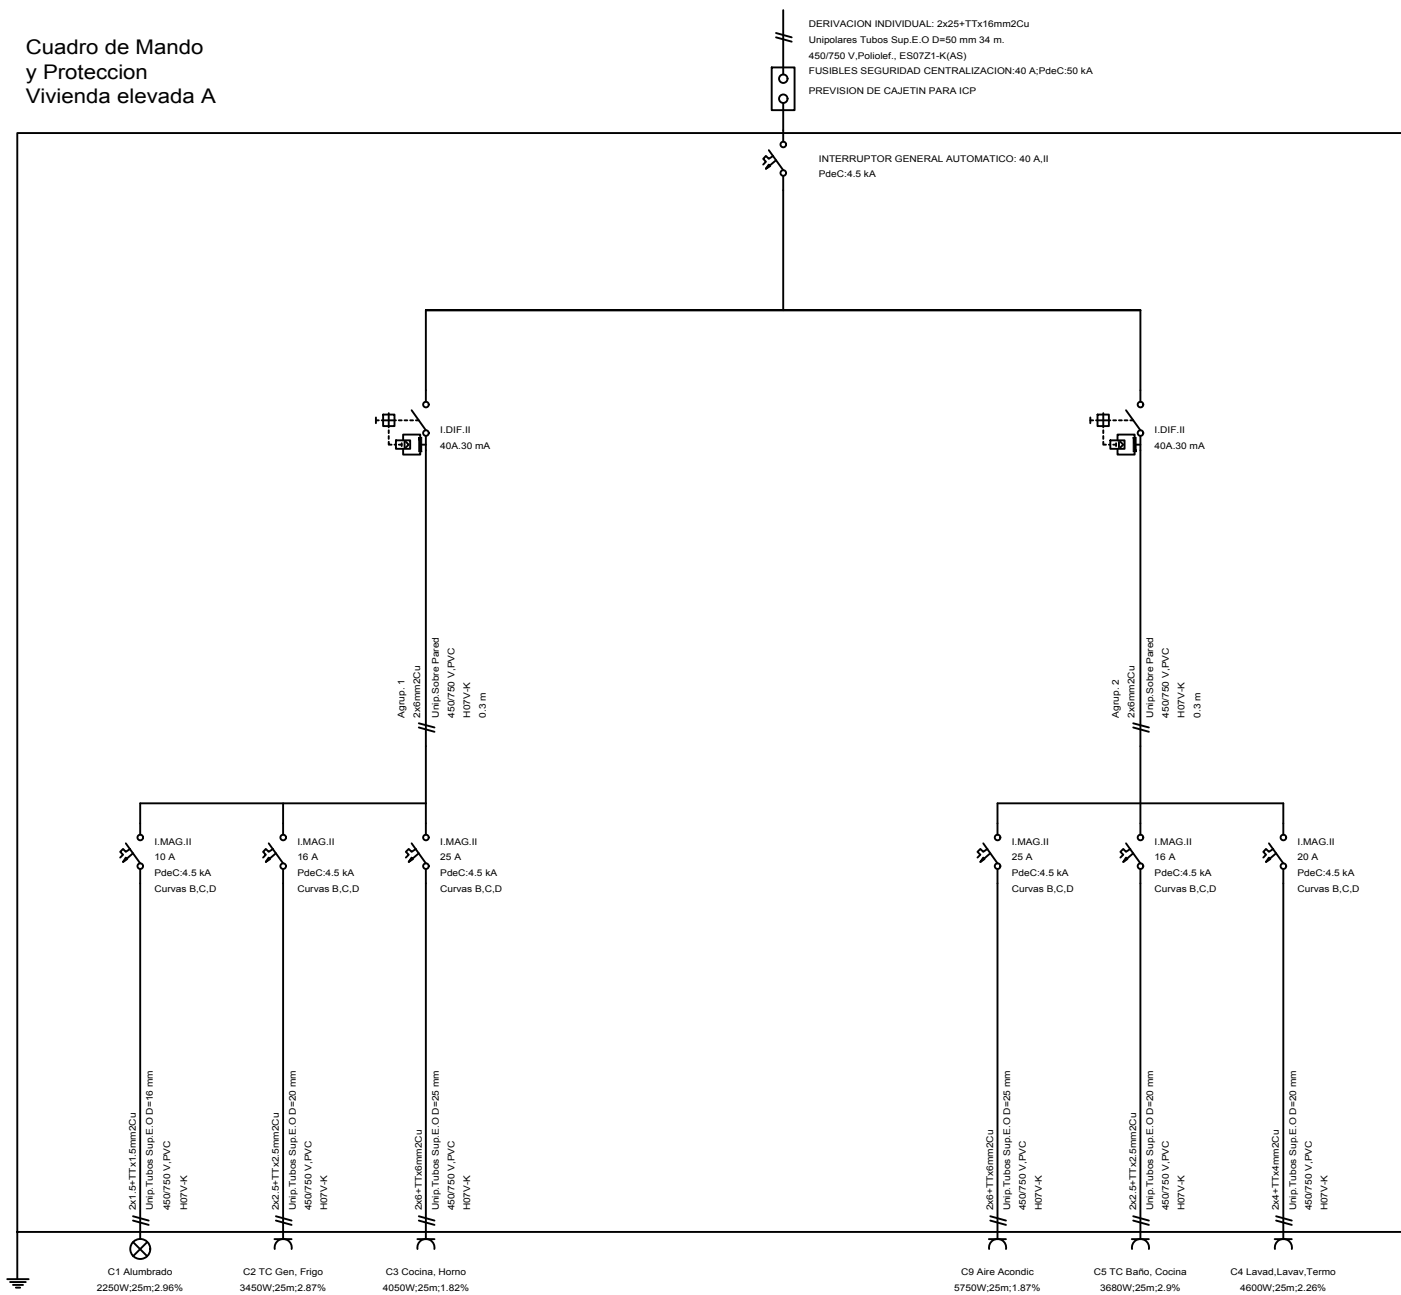 Cuadro de Mando
y Proteccion
Vivienda elevada A
DERIVACION INDIVIDUAL: 2x25+TTx16mm2Cu
Unipolares Tubos Sup.E.O D=50 mm 34 m.
450/750 V,Poliolef., ES07Z1-K(AS)
FUSIBLES SEGURIDAD CENTRALIZACION:40 A;PdeC:50 kA
PREVISION DE CAJETIN PARA ICP
INTERRUPTOR GENERAL AUTOMATICO: 40 A,II
PdeC:4.5 kA
I.DIF.II
40A.30 mA
I.DIF.II
40A.30 mA
Agrup. 1
2x6mm2Cu
Unip.Sobre Pared
450/750 V,PVC
H07V-K
0.3 m
Agrup. 2
2x6mm2Cu
Unip.Sobre Pared
450/750 V,PVC
H07V-K
0.3 m
I.MAG.II
10 A
PdeC:4.5 kA
Curvas B,C,D
I.MAG.II
16 A
PdeC:4.5 kA
Curvas B,C,D
I.MAG.II
25 A
PdeC:4.5 kA
Curvas B,C,D
I.MAG.II
25 A
PdeC:4.5 kA
Curvas B,C,D
I.MAG.II
16 A
PdeC:4.5 kA
Curvas B,C,D
I.MAG.II
20 A
PdeC:4.5 kA
Curvas B,C,D
2x1.5+TTx1.5mm2Cu
Unip.Tubos Sup.E.O D=16 mm
450/750 V,PVC
H07V-K
2x2.5+TTx2.5mm2Cu
Unip.Tubos Sup.E.O D=20 mm
450/750 V,PVC
H07V-K
2x6+TTx6mm2Cu
Unip.Tubos Sup.E.O D=25 mm
450/750 V,PVC
H07V-K
2x6+TTx6mm2Cu
Unip.Tubos Sup.E.O D=25 mm
450/750 V,PVC
H07V-K
2x2.5+TTx2.5mm2Cu
Unip.Tubos Sup.E.O D=20 mm
450/750 V,PVC
H07V-K
2x4+TTx4mm2Cu
Unip.Tubos Sup.E.O D=20 mm
450/750 V,PVC
H07V-K
C1 Alumbrado
2250W;25m;2.96%
C2 TC Gen, Frigo
3450W;25m;2.87%
C3 Cocina, Horno
4050W;25m;1.82%
C9 Aire Acondic
5750W;25m;1.87%
C5 TC Baño, Cocina
3680W;25m;2.9%
C4 Lavad,Lavav,Termo
4600W;25m;2.26%